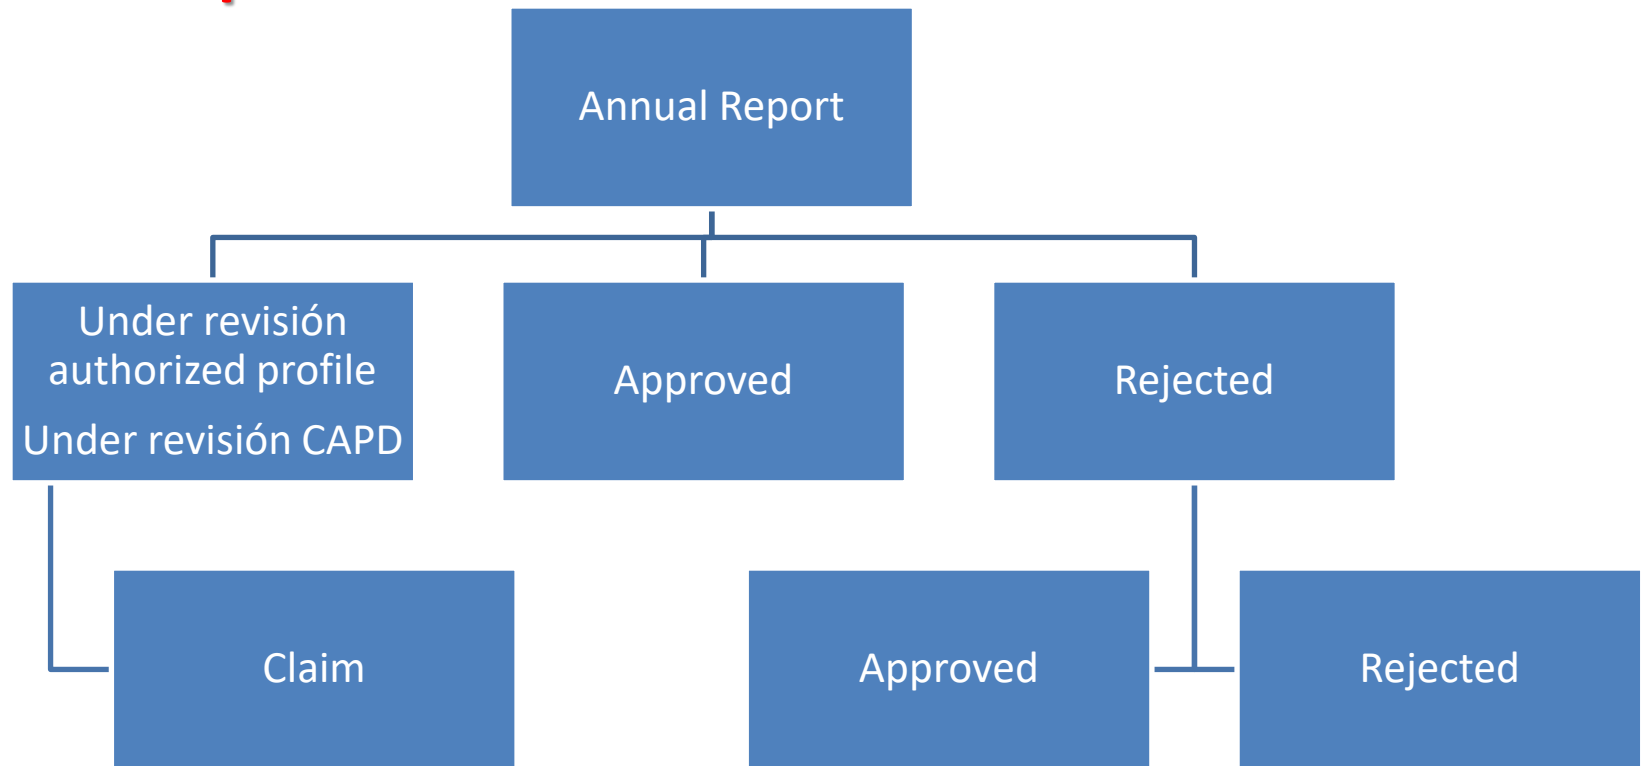 Annual Report
Under revisión
authorized profile
Under revisión CAPD
Approved
Rejected
Claim
Approved
Rejected